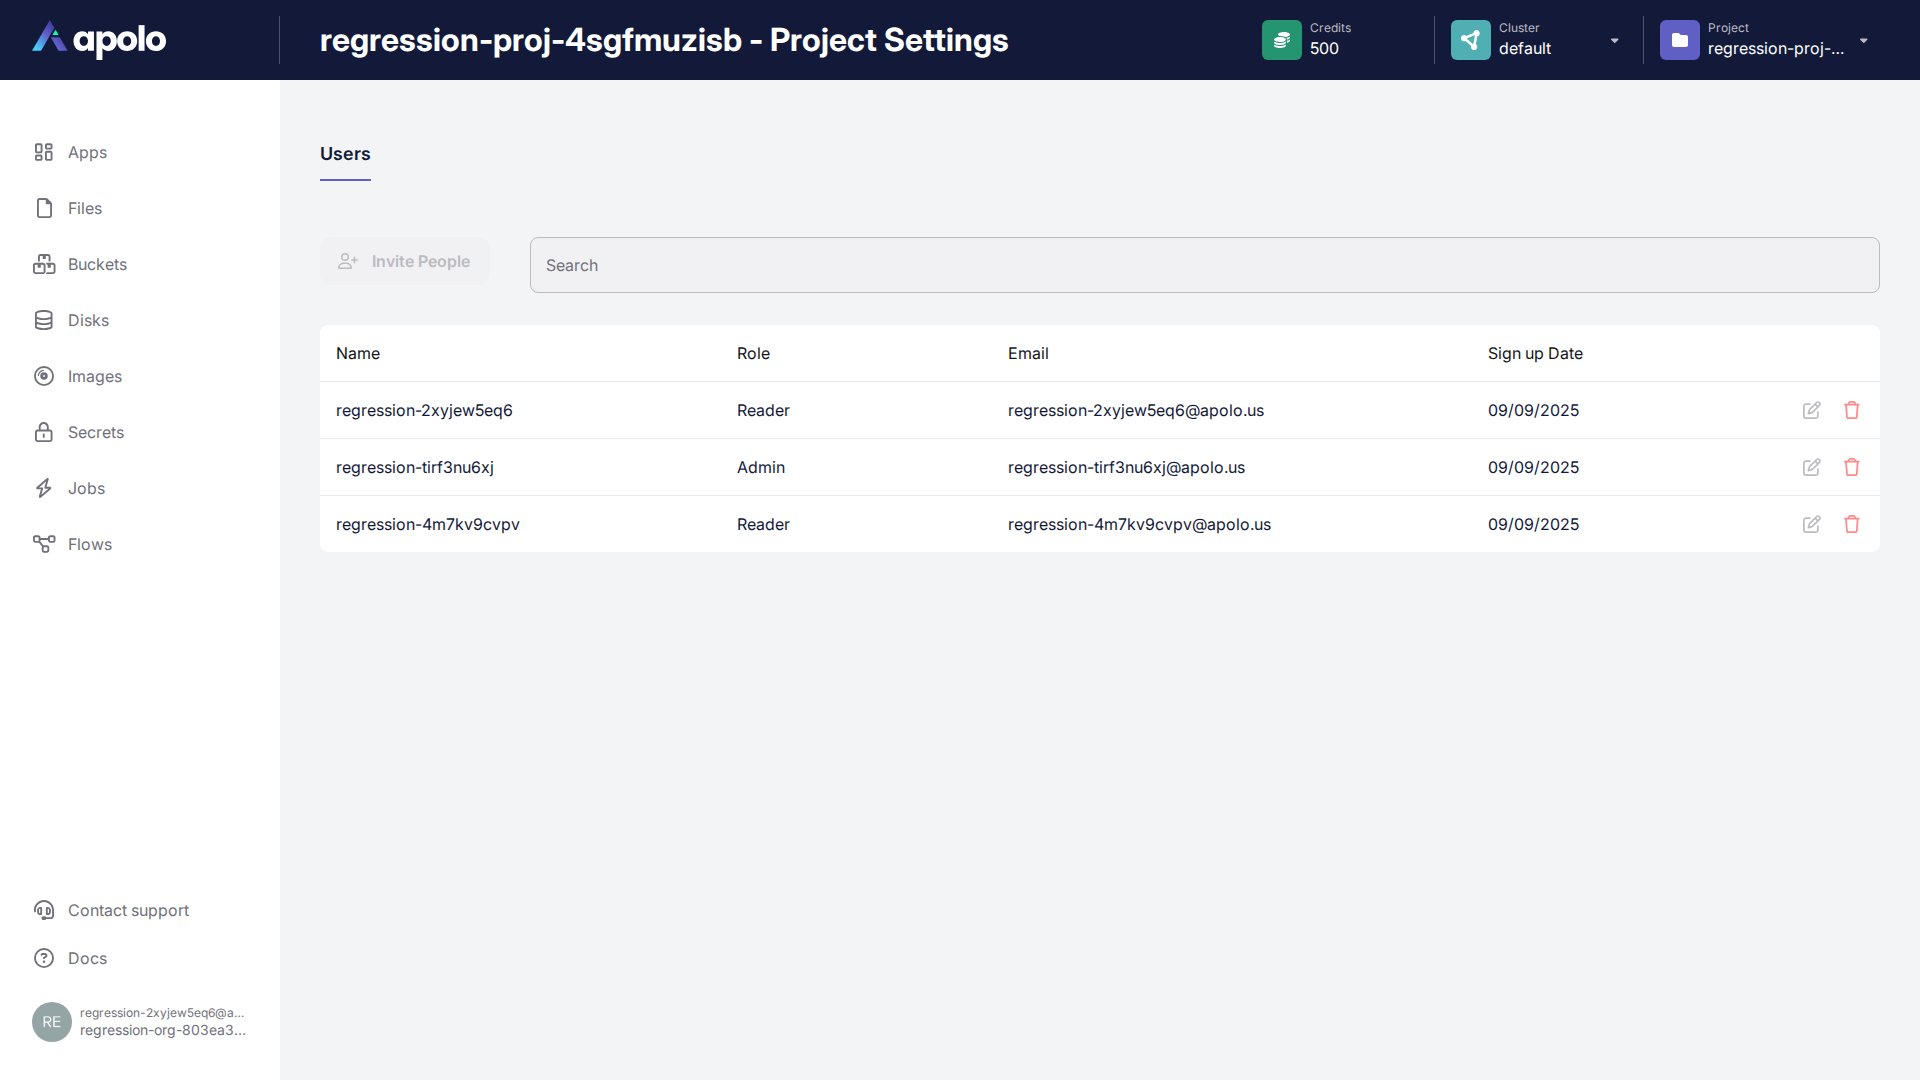 apolo
regression-proj-4sgfmuzisb - Project Settings
Credits
500
Cluster
default
Project
regression-proj-...
Apps
Files
Buckets
Disks
Images
Secrets
Jobs
Flows
Contact support
Docs
RE
regression-2xyjew5eq6@a...
regression-org-803ea3...
Users
Invite People
Search
Name Role Email Sign up Date
regression-2xyjew5eq6 Reader regression-2xyjew5eq6@apolo.us 09/09/2025
regression-tirf3nu6xj Admin regression-tirf3nu6xj@apolo.us 09/09/2025
regression-4m7kv9cvpv Reader regression-4m7kv9cvpv@apolo.us 09/09/2025